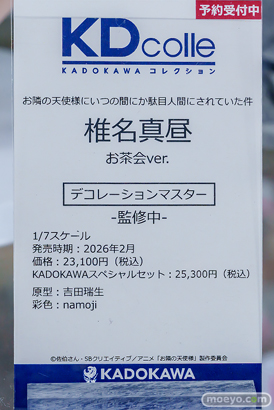 予約受付中
KDcolle
KADOKAWA コレクション
お隣の天使様にいつの間にか駄目人間にされていた件
椎名真昼
お茶会ver.
デコレーションマスター
-監修中-
1/7スケール
発売時期：2026年2月
価格：23,100円（税込）
KADOKAWAスペシャルセット：25,300円（税込）
原型：吉田瑞生
彩色：namoji
©佐伯さん・SBクリエイティブ/アニメ「お隣の天使様」製作委員会
KADOKAWA
moeyo.com